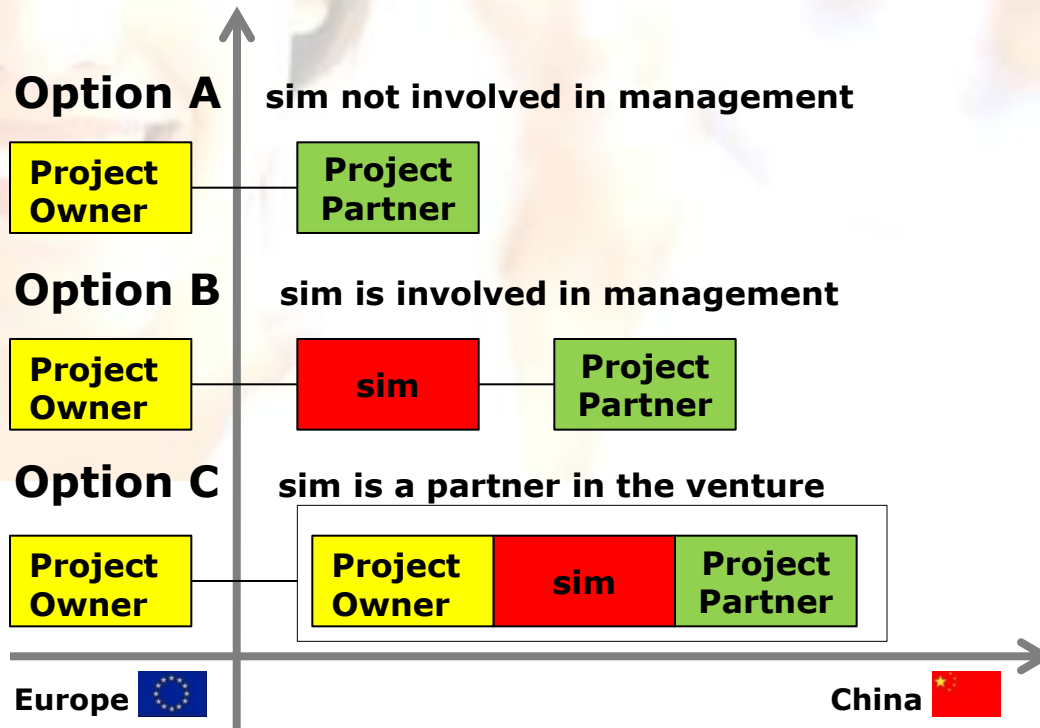 Option A sim not involved in management
Project
Owner
Project
Partner
Option B sim is involved in management
Project
Owner
sim
Project
Partner
Option C sim is a partner in the venture
Project
Owner
Project
Owner
sim
Project
Partner
Europe
China